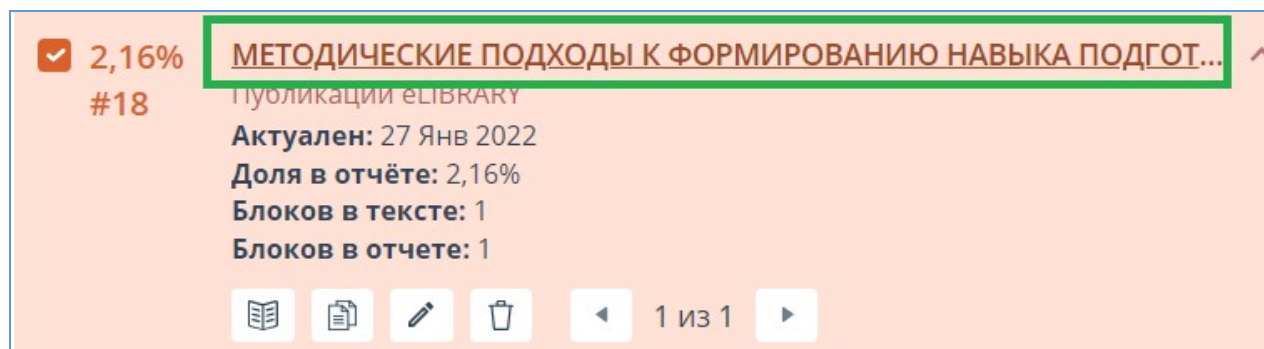 2,16% МЕТОДИЧЕСКИЕ ПОДХОДЫ К ФОРМИРОВАНИЮ НАВЫКА ПОДГОТ...
#18 Публикации eLIBRARY
Актуален: 27 Янв 2022
Доля в отчёте: 2,16%
Блоков в тексте: 1
Блоков в отчете: 1
1 из 1